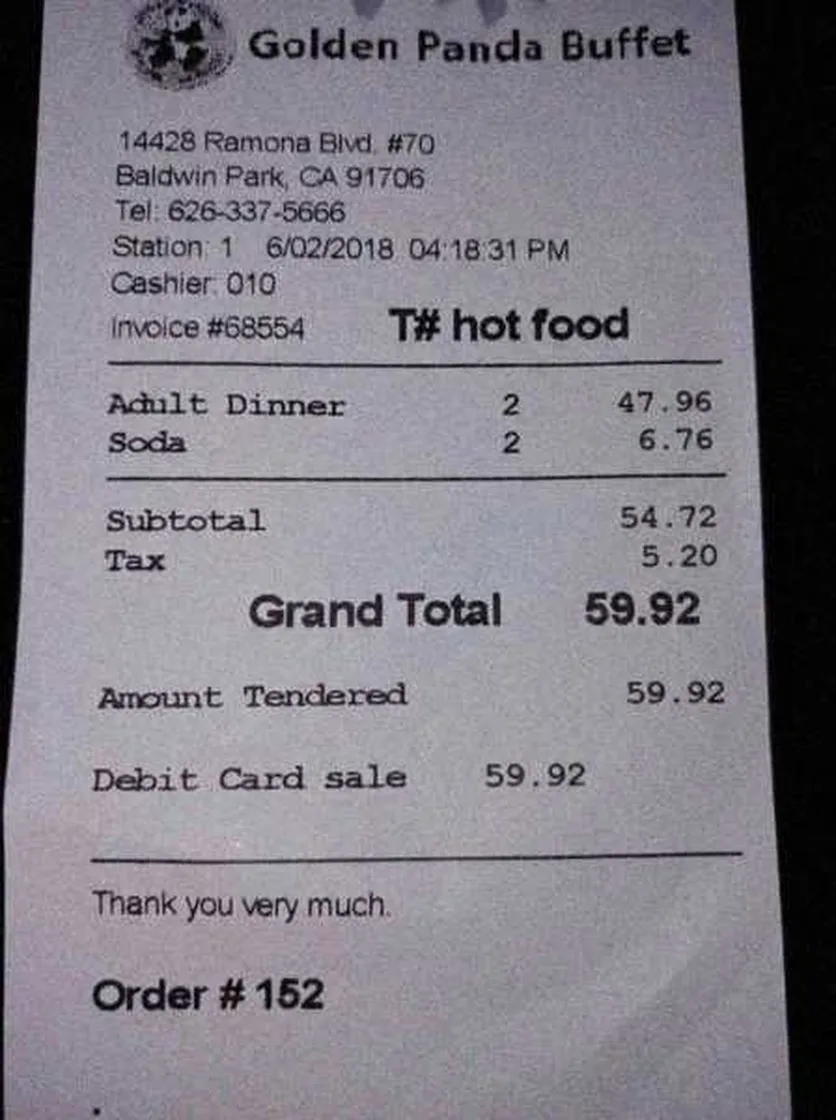 Golden Panda Buffet
14428 Ramona Blvd. #70
Baldwin Park, CA 91706
Tel: 626-337-5666
Station: 1 6/02/2018 04:18:31 PM
Cashier: 010
Invoice #68554 T# hot food
Adult Dinner 2 47.96
Soda 2 6.76
Subtotal 54.72
Tax 5.20
Grand Total 59.92
Amount Tendered 59.92
Debit Card sale 59.92
Thank you very much.
Order # 152